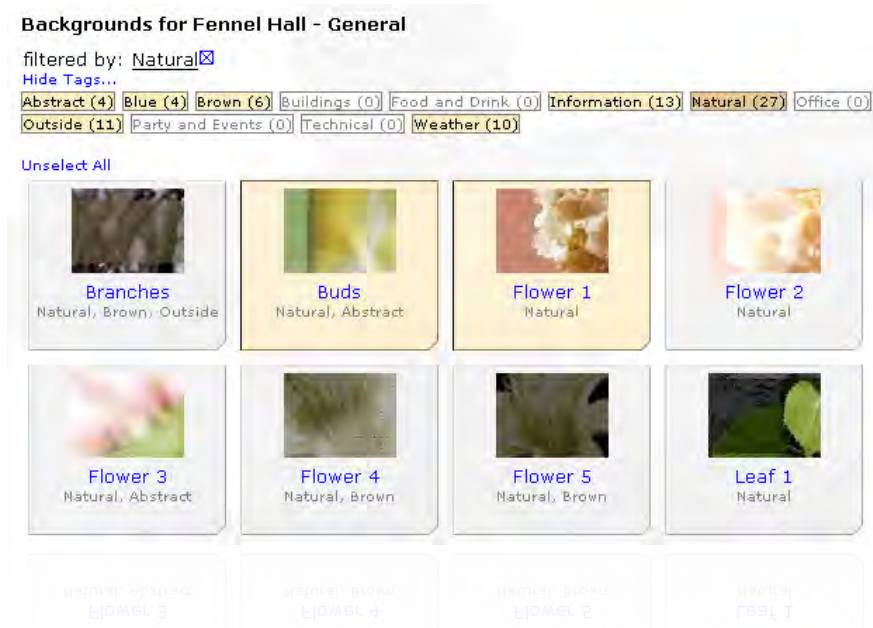 Backgrounds for Fennel Hall - General
filtered by: Natural
Hide Tags...
Abstract (4) Blue (4) Brown (6) Buildings (0) Food and Drink (0) Information (13) Natural (27) Office (0)
Outside (11) Party and Events (0) Technical (0) Weather (10)
Unselect All
Branches Buds Flower 1 Flower 2
Natural, Brown, Outside Natural, Abstract Natural Natural
Flower 3 Flower 4 Flower 5 Leaf 1
Natural, Abstract Natural, Brown Natural, Brown Natural